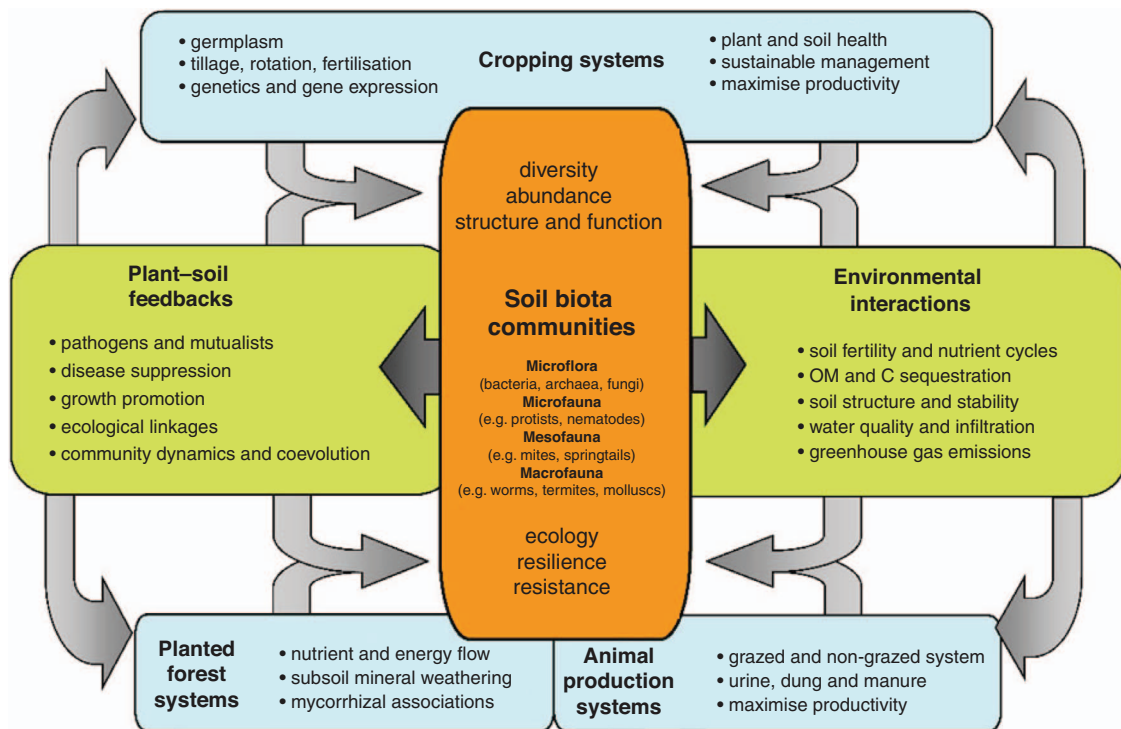 • germplasm
• tillage, rotation, fertilisation
• genetics and gene expression
Cropping systems
• plant and soil health
• sustainable management
• maximise productivity
diversity
abundance
structure and function
Plant–soil
feedbacks
• pathogens and mutualists
• disease suppression
• growth promotion
• ecological linkages
• community dynamics and coevolution
Soil biota
communities
Microflora
(bacteria, archaea, fungi)
Microfauna
(e.g. protists, nematodes)
Mesofauna
(e.g. mites, springtails)
Macrofauna
(e.g. worms, termites, molluscs)
Environmental
interactions
• soil fertility and nutrient cycles
• OM and C sequestration
• soil structure and stability
• water quality and infiltration
• greenhouse gas emissions
ecology
resilience
resistance
Planted
forest
systems
• nutrient and energy flow
• subsoil mineral weathering
• mycorrhizal associations
Animal
production
systems
• grazed and non-grazed system
• urine, dung and manure
• maximise productivity